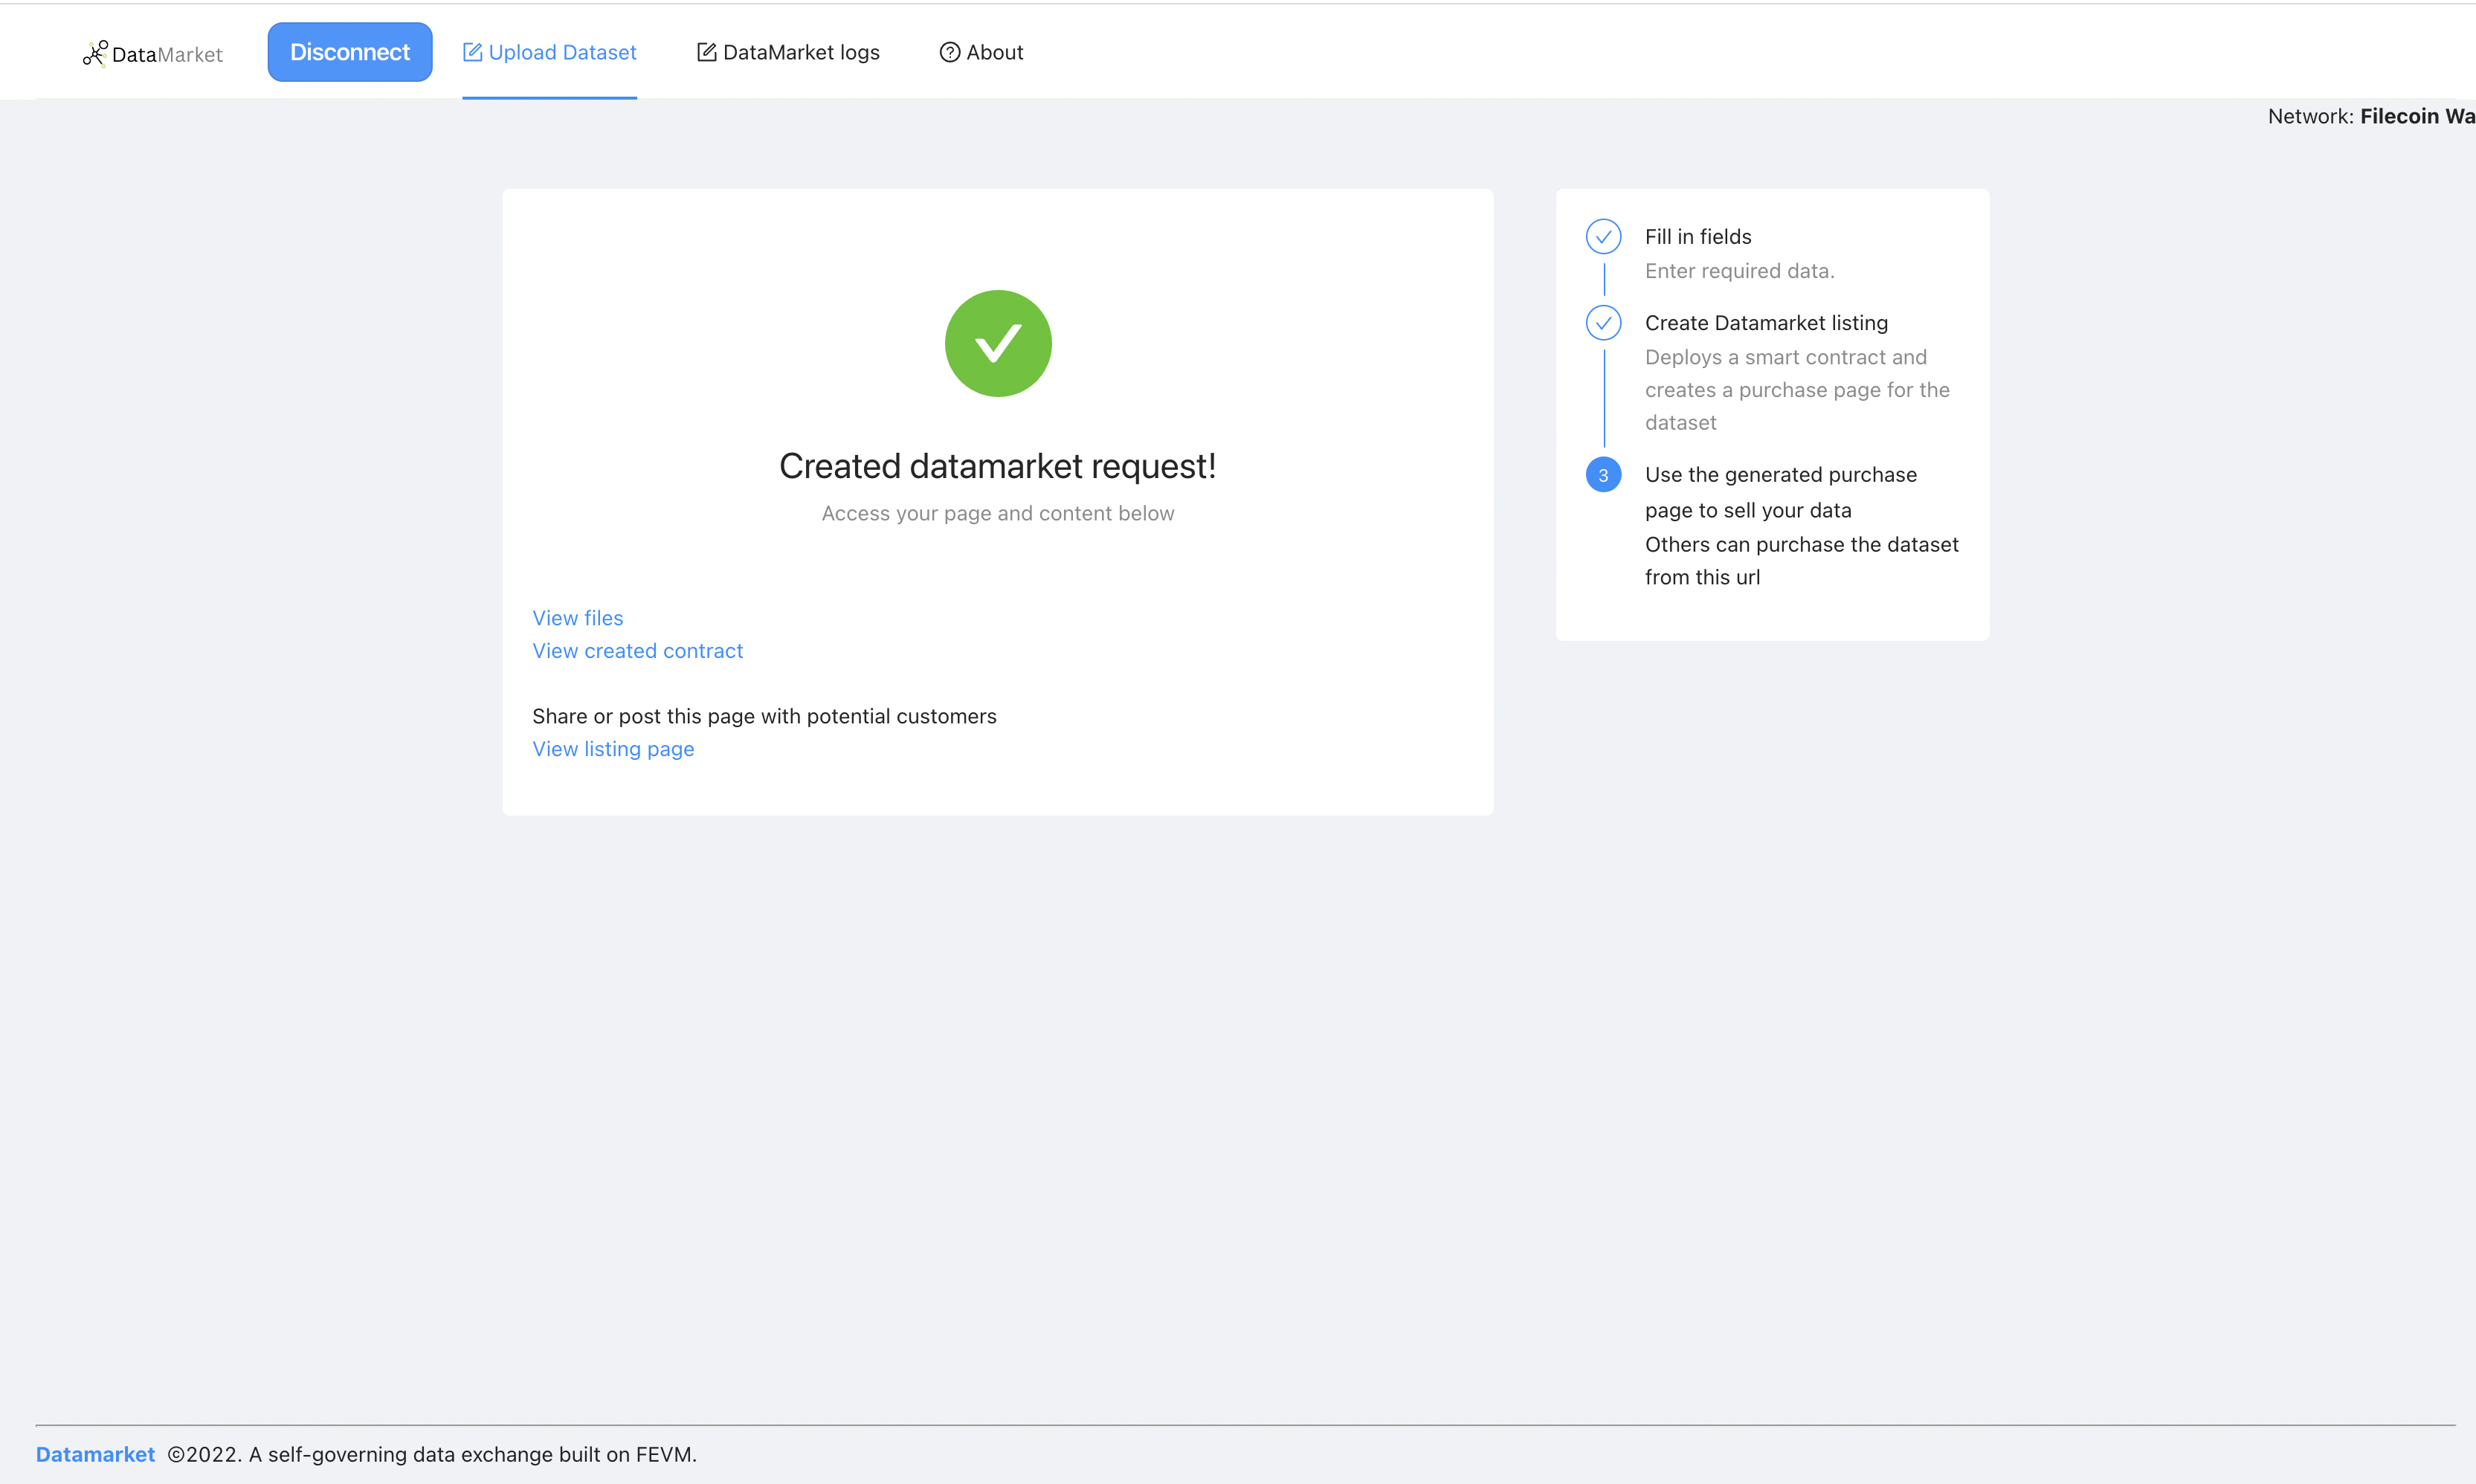 DataMarket
Disconnect
Upload Dataset
DataMarket logs
About
Network: Filecoin Wa
Created datamarket request!
Access your page and content below
View files
View created contract
Share or post this page with potential customers
View listing page
Fill in fields
Enter required data.
Create Datamarket listing
Deploys a smart contract and
creates a purchase page for the
dataset
3
Use the generated purchase
page to sell your data
Others can purchase the dataset
from this url
Datamarket ©2022. A self-governing data exchange built on FEVM.